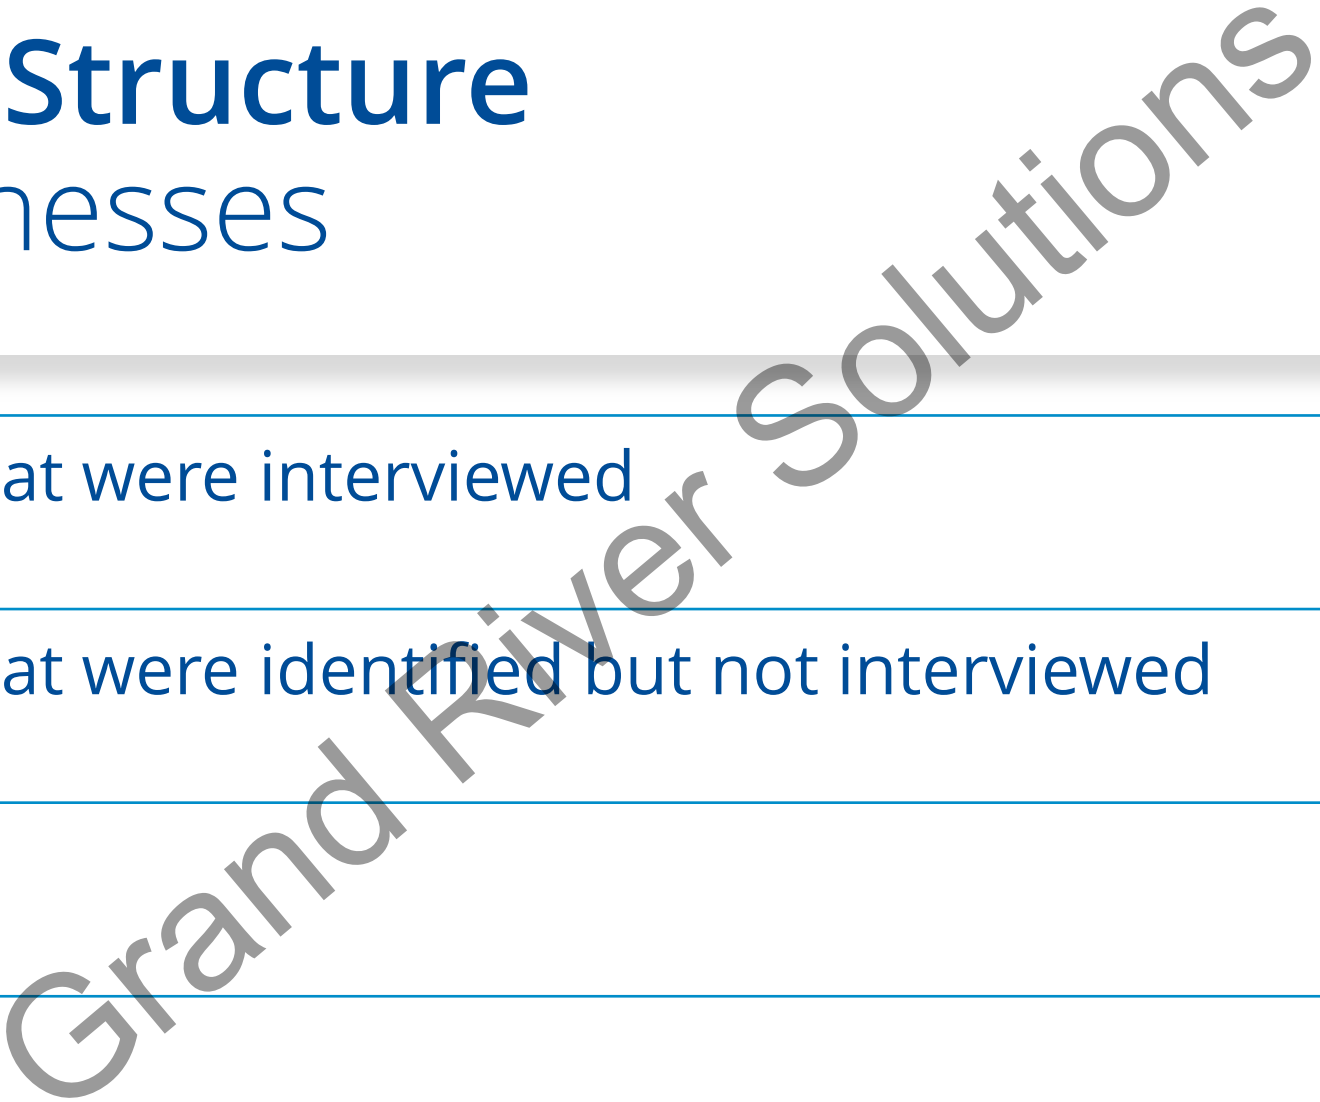 Structure
nesses
at were interviewed
at were identified but not interviewed
Grand River Solutions